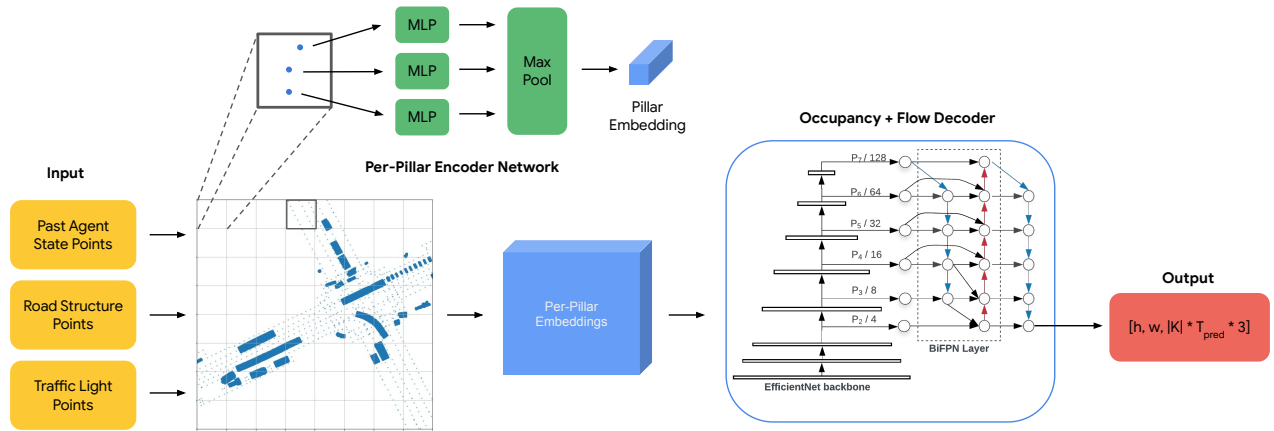 MLP
MLP
MLP
Max
Pool
Pillar
Embedding
Per-Pillar Encoder Network
Input
Past Agent
State Points
Road Structure
Points
Traffic Light
Points
Per-Pillar
Embeddings
Occupancy + Flow Decoder
P7 / 128
P6 / 64
P5 / 32
P4 / 16
P3 / 8
P2 / 4
BiFPN Layer
EfficientNet backbone
Output
[h, w, |K| * Tpred * 3]